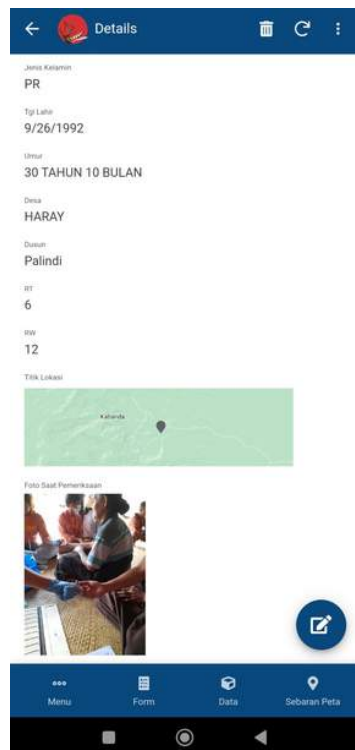 Details
Jenis Kelamin
PR
Tgl Lahir
9/26/1992
Umur
30 TAHUN 10 BULAN
Desa
HARAY
Dusun
Palindi
RT
6
RW
12
Titik Lokasi
Kalianda
Foto Saat Pemeriksaan
Menu
Form
Data
Sebaran Peta